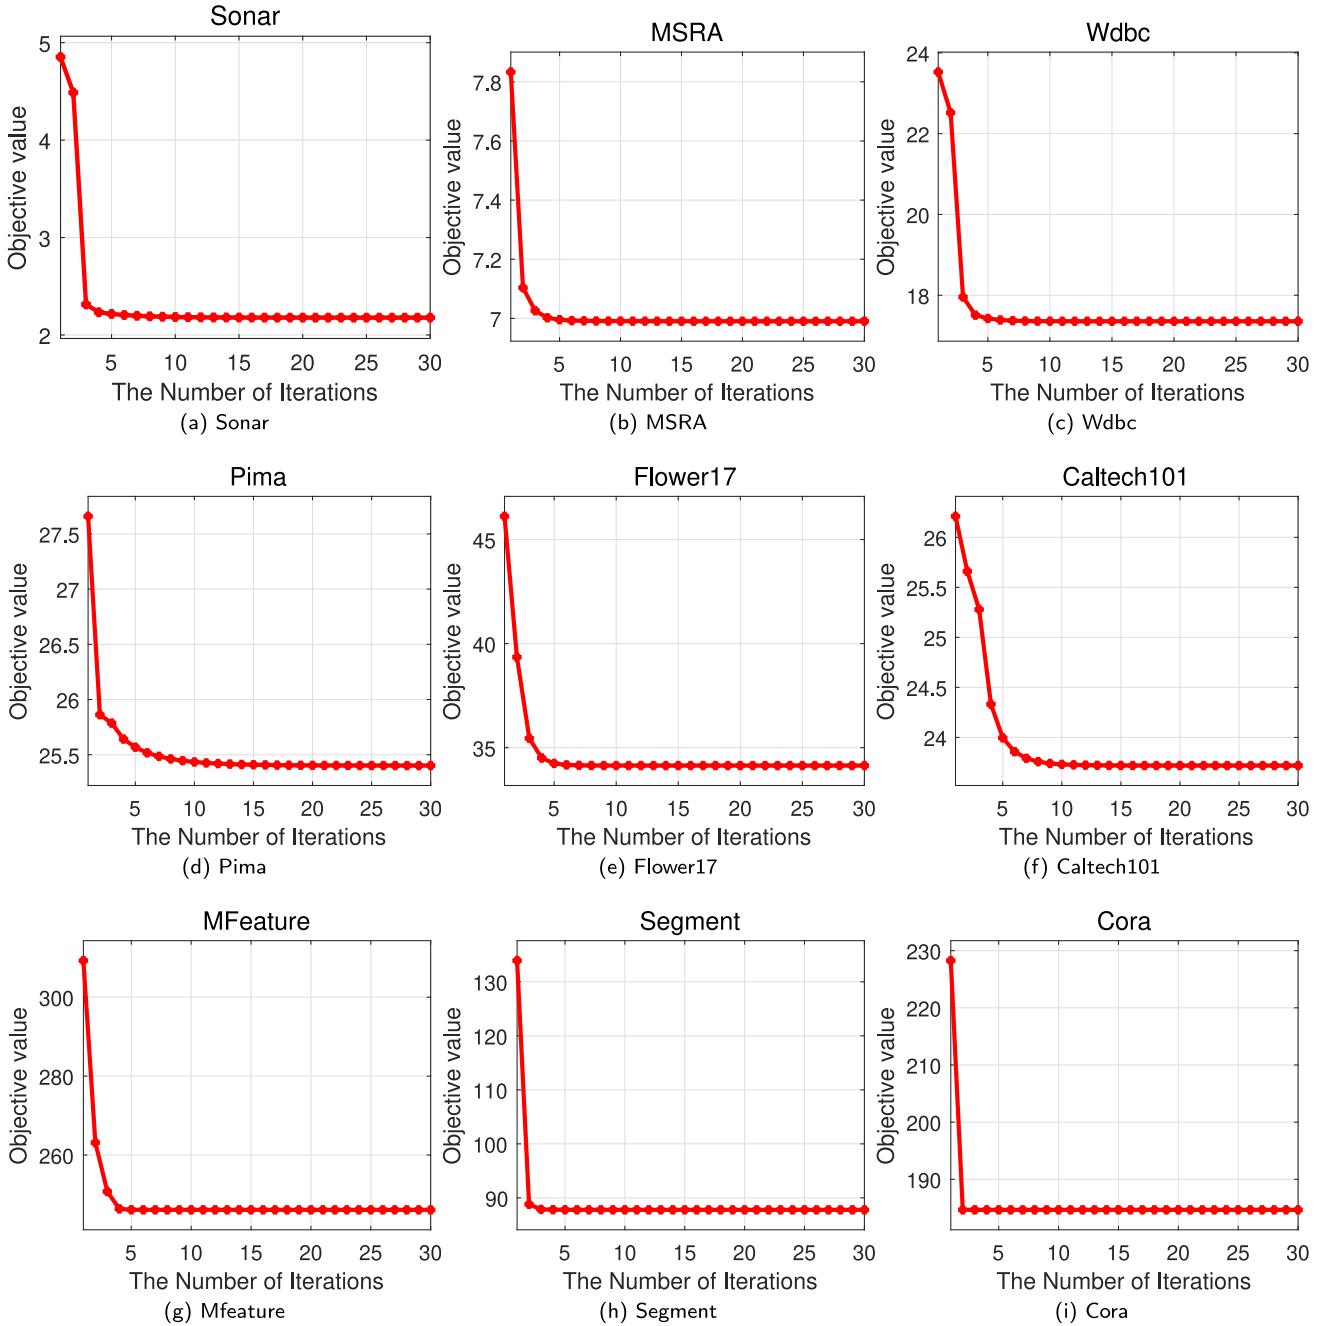 Sonar
5
4
3
2
Objective value
5 10 15 20 25 30
The Number of Iterations
(a) Sonar
MSRA
7.8
7.6
7.4
7.2
7
Objective value
5 10 15 20 25 30
The Number of Iterations
(b) MSRA
Wdbc
24
22
20
18
Objective value
5 10 15 20 25 30
The Number of Iterations
(c) Wdbc
Pima
27.5
27
26.5
26
25.5
Objective value
5 10 15 20 25 30
The Number of Iterations
(d) Pima
Flower17
45
40
35
Objective value
5 10 15 20 25 30
The Number of Iterations
(e) Flower17
Caltech101
26
25.5
25
24.5
24
Objective value
5 10 15 20 25 30
The Number of Iterations
(f) Caltech101
MFeature
300
280
260
Objective value
5 10 15 20 25 30
The Number of Iterations
(g) Mfeature
Segment
130
120
110
100
90
Objective value
5 10 15 20 25 30
The Number of Iterations
(h) Segment
Cora
230
220
210
200
190
Objective value
5 10 15 20 25 30
The Number of Iterations
(i) Cora